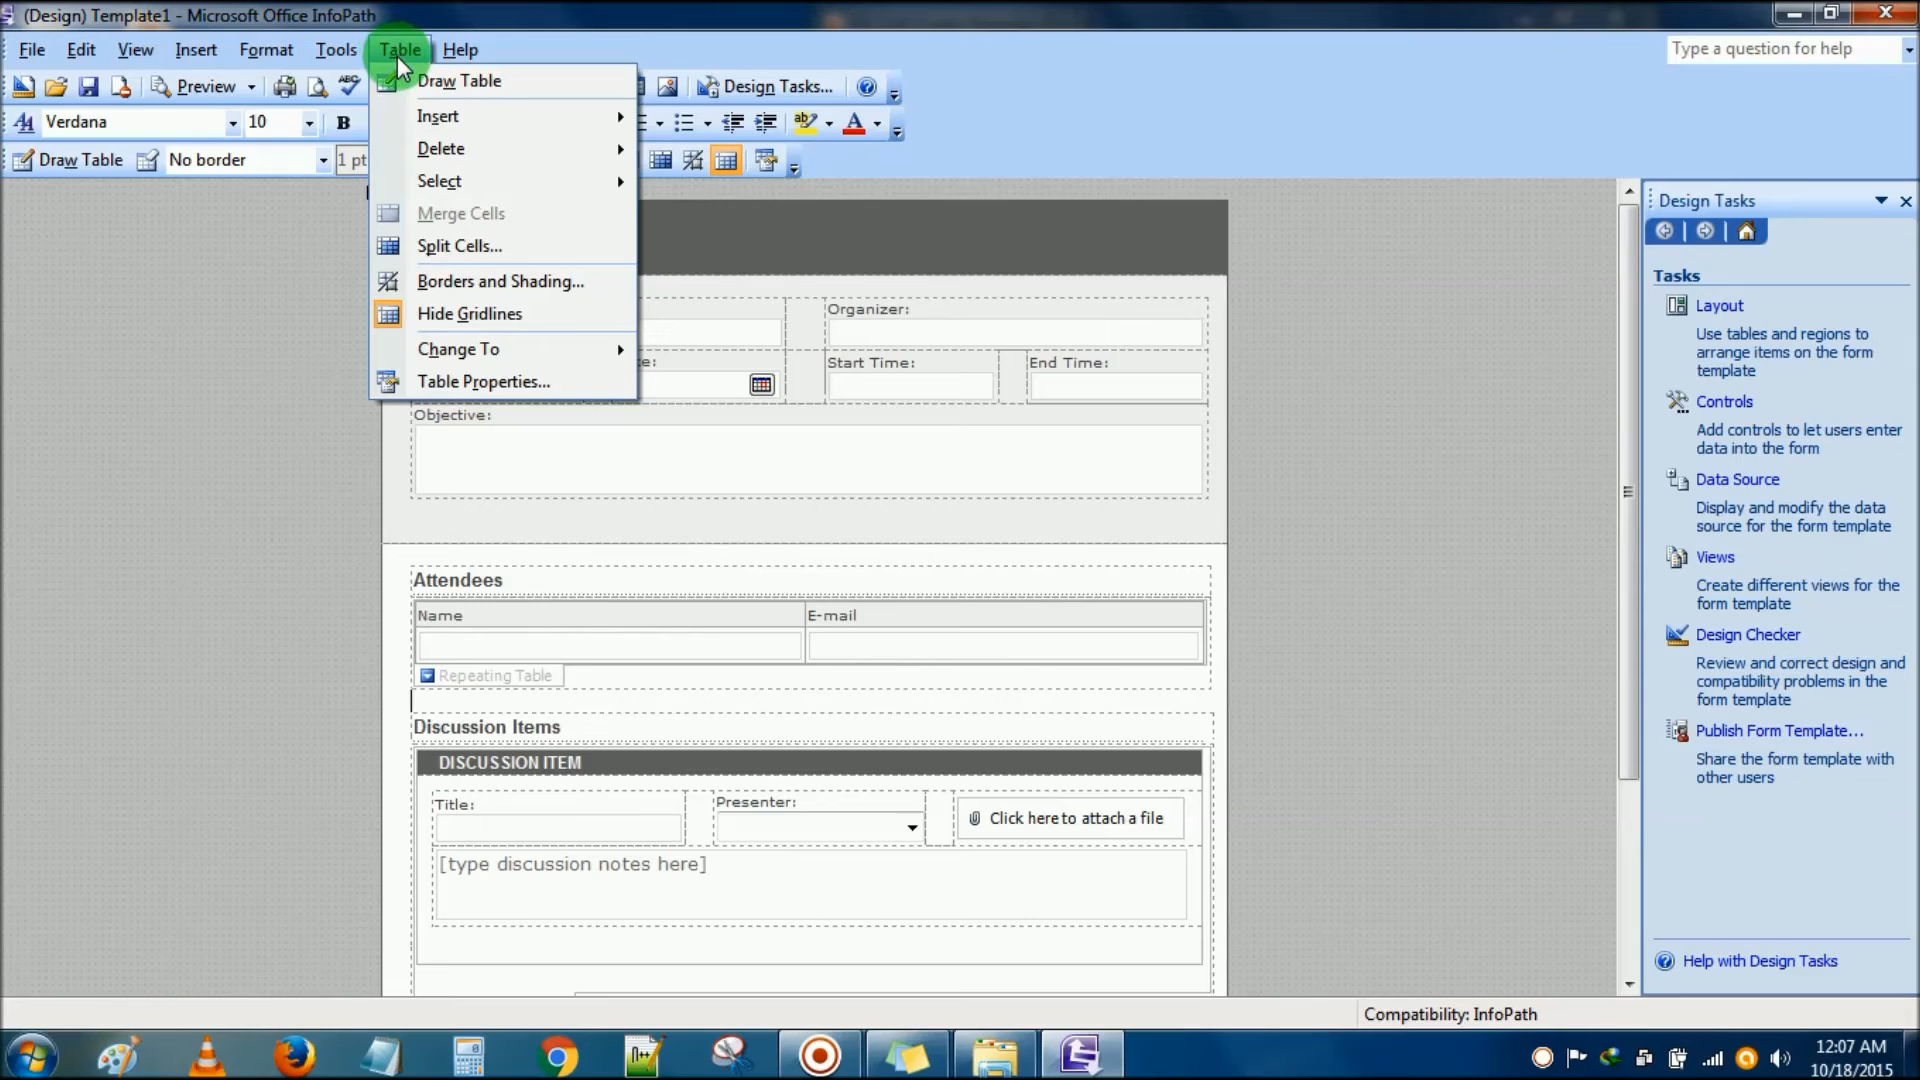 (Design) Template1 - Microsoft Office InfoPath
File Edit View Insert Format Tools Table Help
Type a question for help
Preview
ABC
Design Tasks...
Verdana
10
B
ab
A
Draw Table
No border
1 pt
Draw Table
Insert
Delete
Select
Merge Cells
Split Cells...
Borders and Shading...
Hide Gridlines
Change To
Table Properties...
Organizer:
Start Time:
End Time:
Objective:
Attendees
Name
E-mail
Repeating Table
Discussion Items
DISCUSSION ITEM
Title:
Presenter:
Click here to attach a file
[type discussion notes here]
Design Tasks
Tasks
Layout
Use tables and regions to
arrange items on the form
template
Controls
Add controls to let users enter
data into the form
Data Source
Display and modify the data
source for the form template
Views
Create different views for the
form template
Design Checker
Review and correct design and
compatibility problems in the
form template
Publish Form Template...
Share the form template with
other users
Help with Design Tasks
Compatibility: InfoPath
12:07 AM
10/18/2015